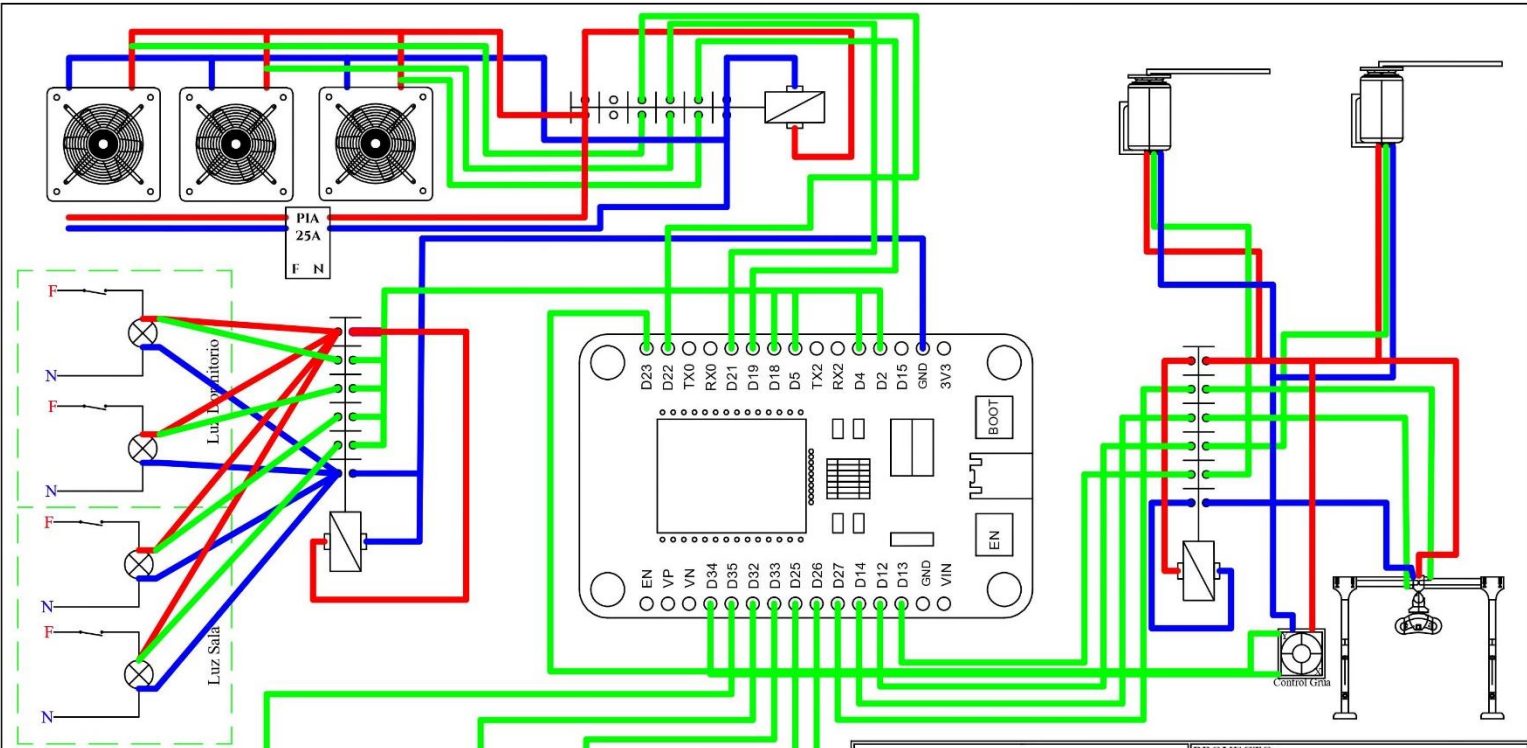 PIA
25A
F N
F
N
F
N
Luz Dormitorio
F
N
F
N
Luz Sala
D23
D22
TX0
RX0
D21
D19
D18
D5
TX2
RX2
D4
D2
D15
GND
3V3
BOOT
EN
EN
VP
VN
D34
D35
D32
D33
D25
D26
D27
D14
D12
D13
GND
VIN
Control Grua